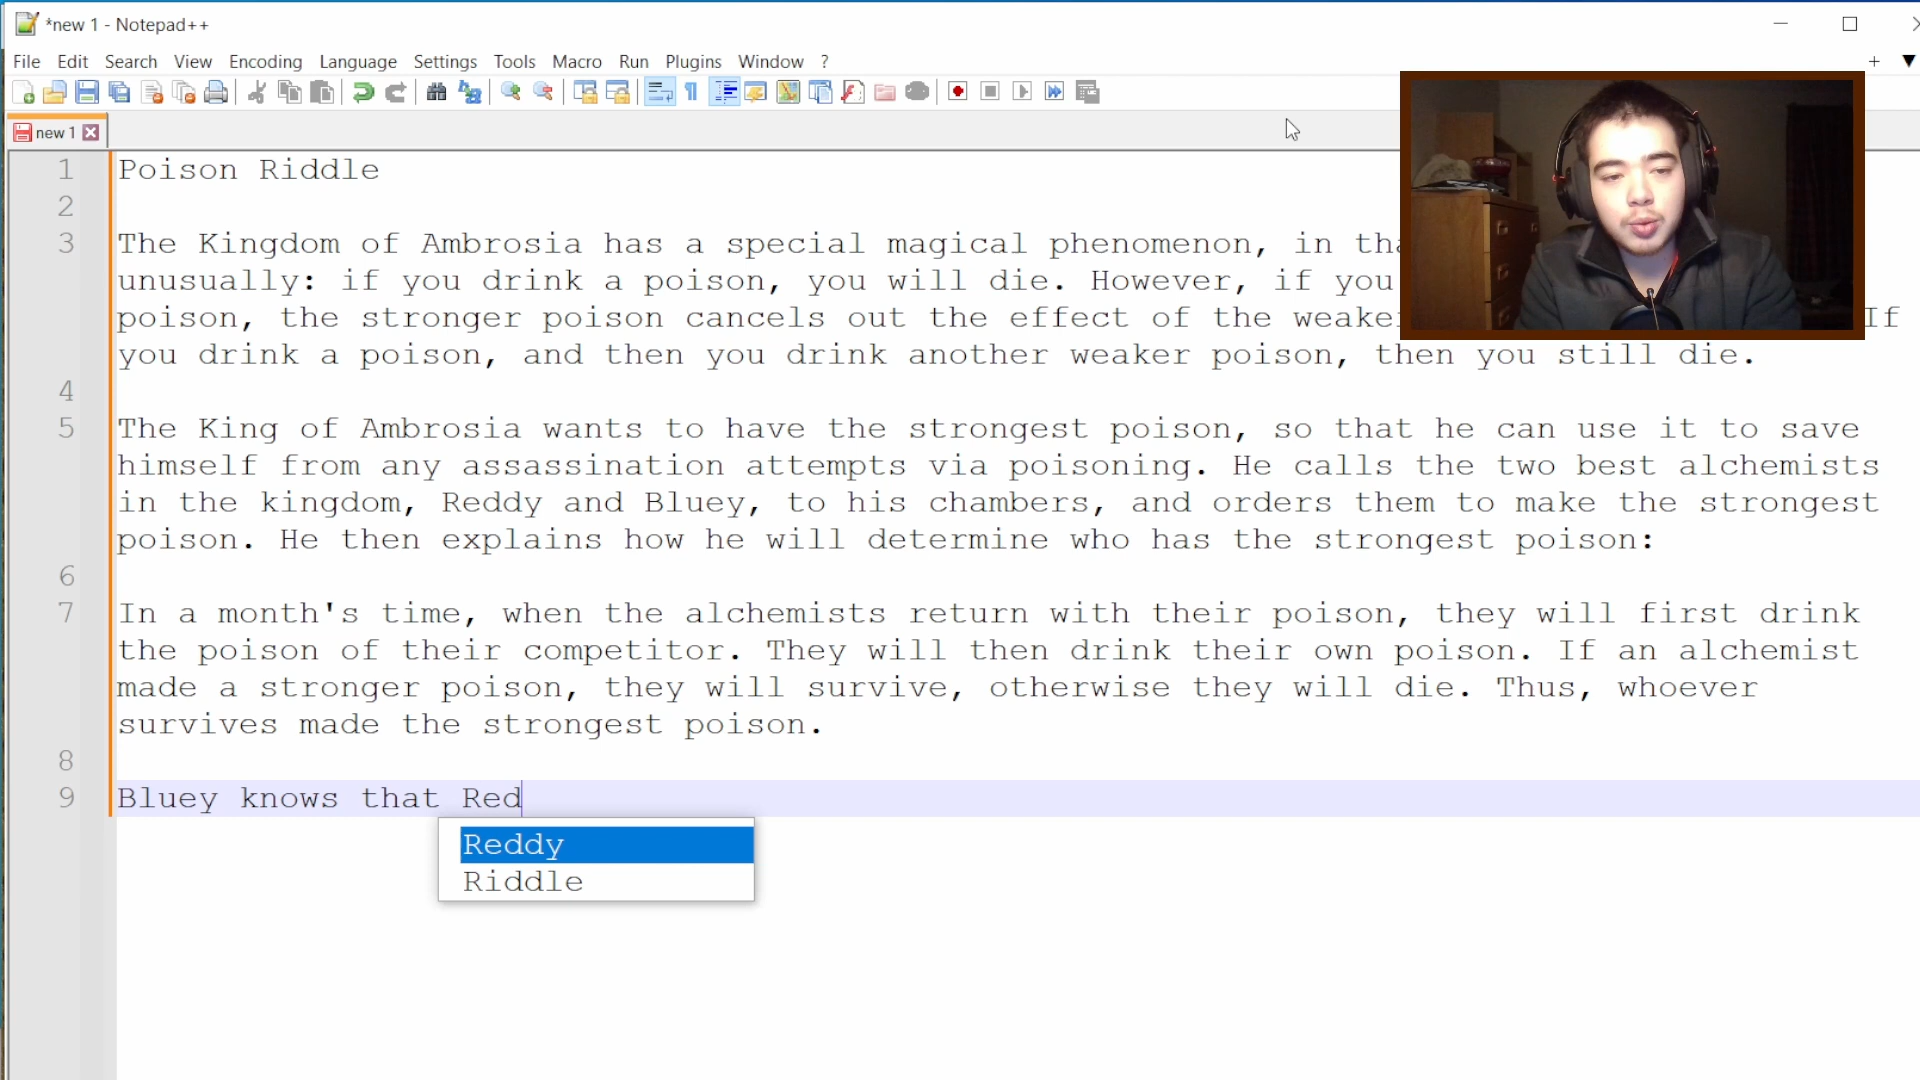 *new 1 - Notepad++
File Edit Search View Encoding Language Settings Tools Macro Run Plugins Window ?
new 1
1 Poison Riddle
2
3 The Kingdom of Ambrosia has a special magical phenomenon, in
unusually: if you drink a poison, you will die. However, if you
poison, the stronger poison cancels out the effect of the If
you drink a poison, and then you drink another weaker poison, then you still die.
4
5 The King of Ambrosia wants to have the strongest poison, so that he can use it to save
himself from any assassination attempts via poisoning. He calls the two best alchemists
in the kingdom, Reddy and Bluey, to his chambers, and orders them to make the strongest
poison. He then explains how he will determine who has the strongest poison:
6
7 In a month's time, when the alchemists return with their poison, they will first drink
the poison of their competitor. They will then drink their own poison. If an alchemist
made a stronger poison, they will survive, otherwise they will die. Thus, whoever
survives made the strongest poison.
8
9 Bluey knows that Red
Reddy
Riddle